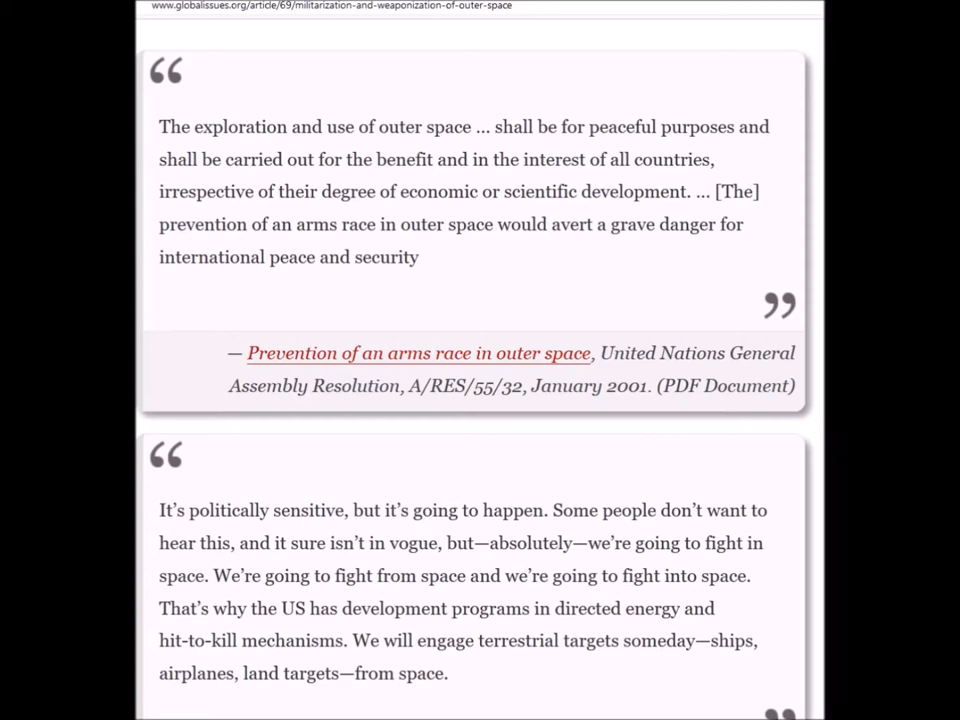 www.globalissues.org/article/69/militarization-and-weaponization-of-outer-space
“
The exploration and use of outer space ... shall be for peaceful purposes and
shall be carried out for the benefit and in the interest of all countries,
irrespective of their degree of economic or scientific development. ... [The]
prevention of an arms race in outer space would avert a grave danger for
international peace and security
”
— Prevention of an arms race in outer space, United Nations General
Assembly Resolution, A/RES/55/32, January 2001. (PDF Document)
“
It’s politically sensitive, but it’s going to happen. Some people don’t want to
hear this, and it sure isn’t in vogue, but—absolutely—we’re going to fight in
space. We’re going to fight from space and we’re going to fight into space.
That’s why the US has development programs in directed energy and
hit-to-kill mechanisms. We will engage terrestrial targets someday—ships,
airplanes, land targets—from space.
”